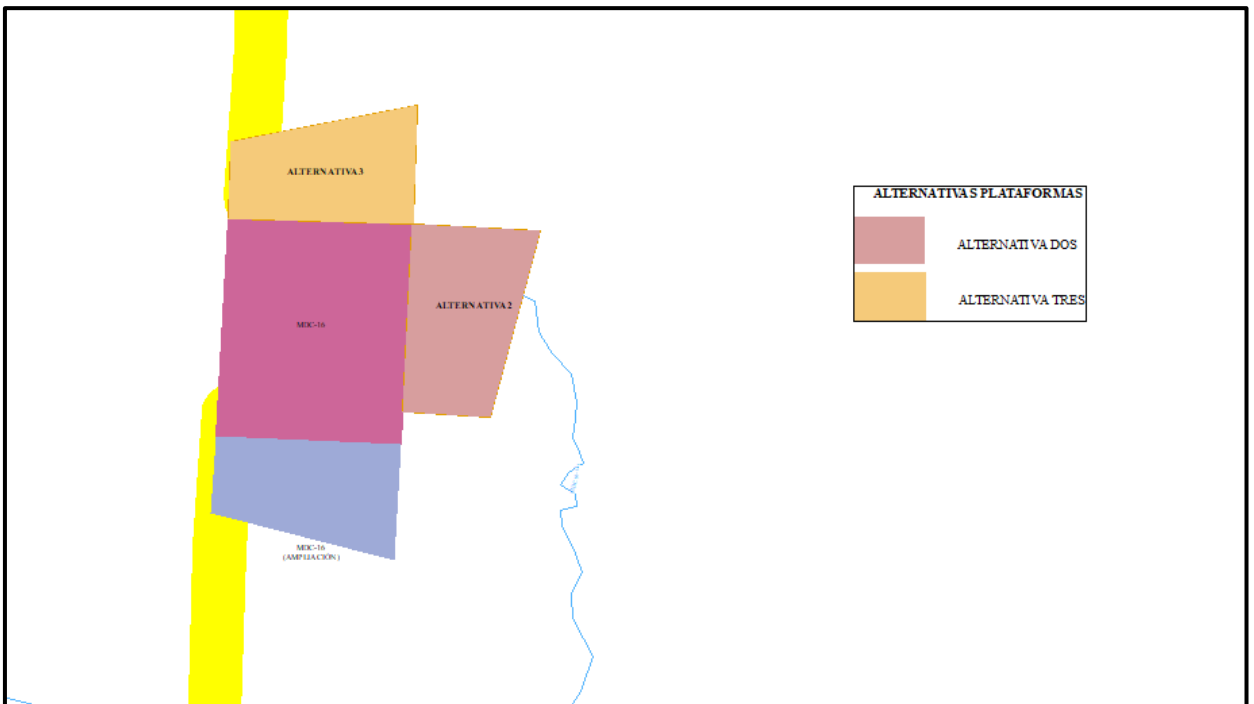 ALTERNATIVA 3
ALTERNATIVAS PLATAFORMAS
ALTERNATIVA DOS
ALTERNATIVA 2
ALTERNATIVA TRES
MDC-16
MDC-16
(AMPLIACIÓN)